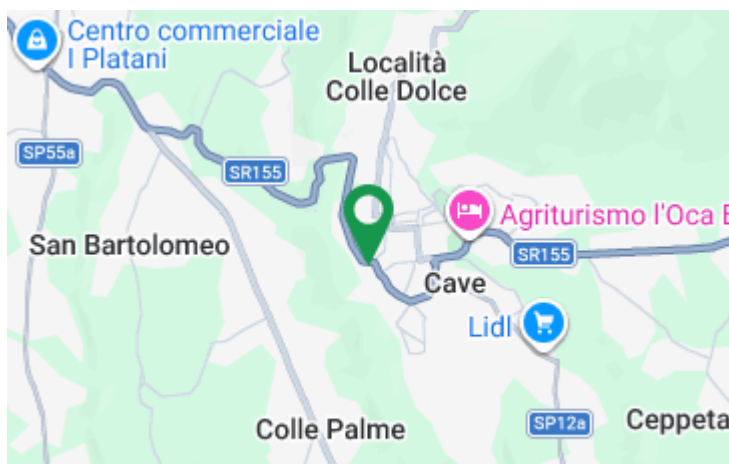 Centro commerciale
I Platani
Località
Colle Dolce
SP55a
SR155
San Bartolomeo
Agriturismo l'Oca B
SR155
Cave
Lidl
Colle Palme
SP12a
Ceppeta